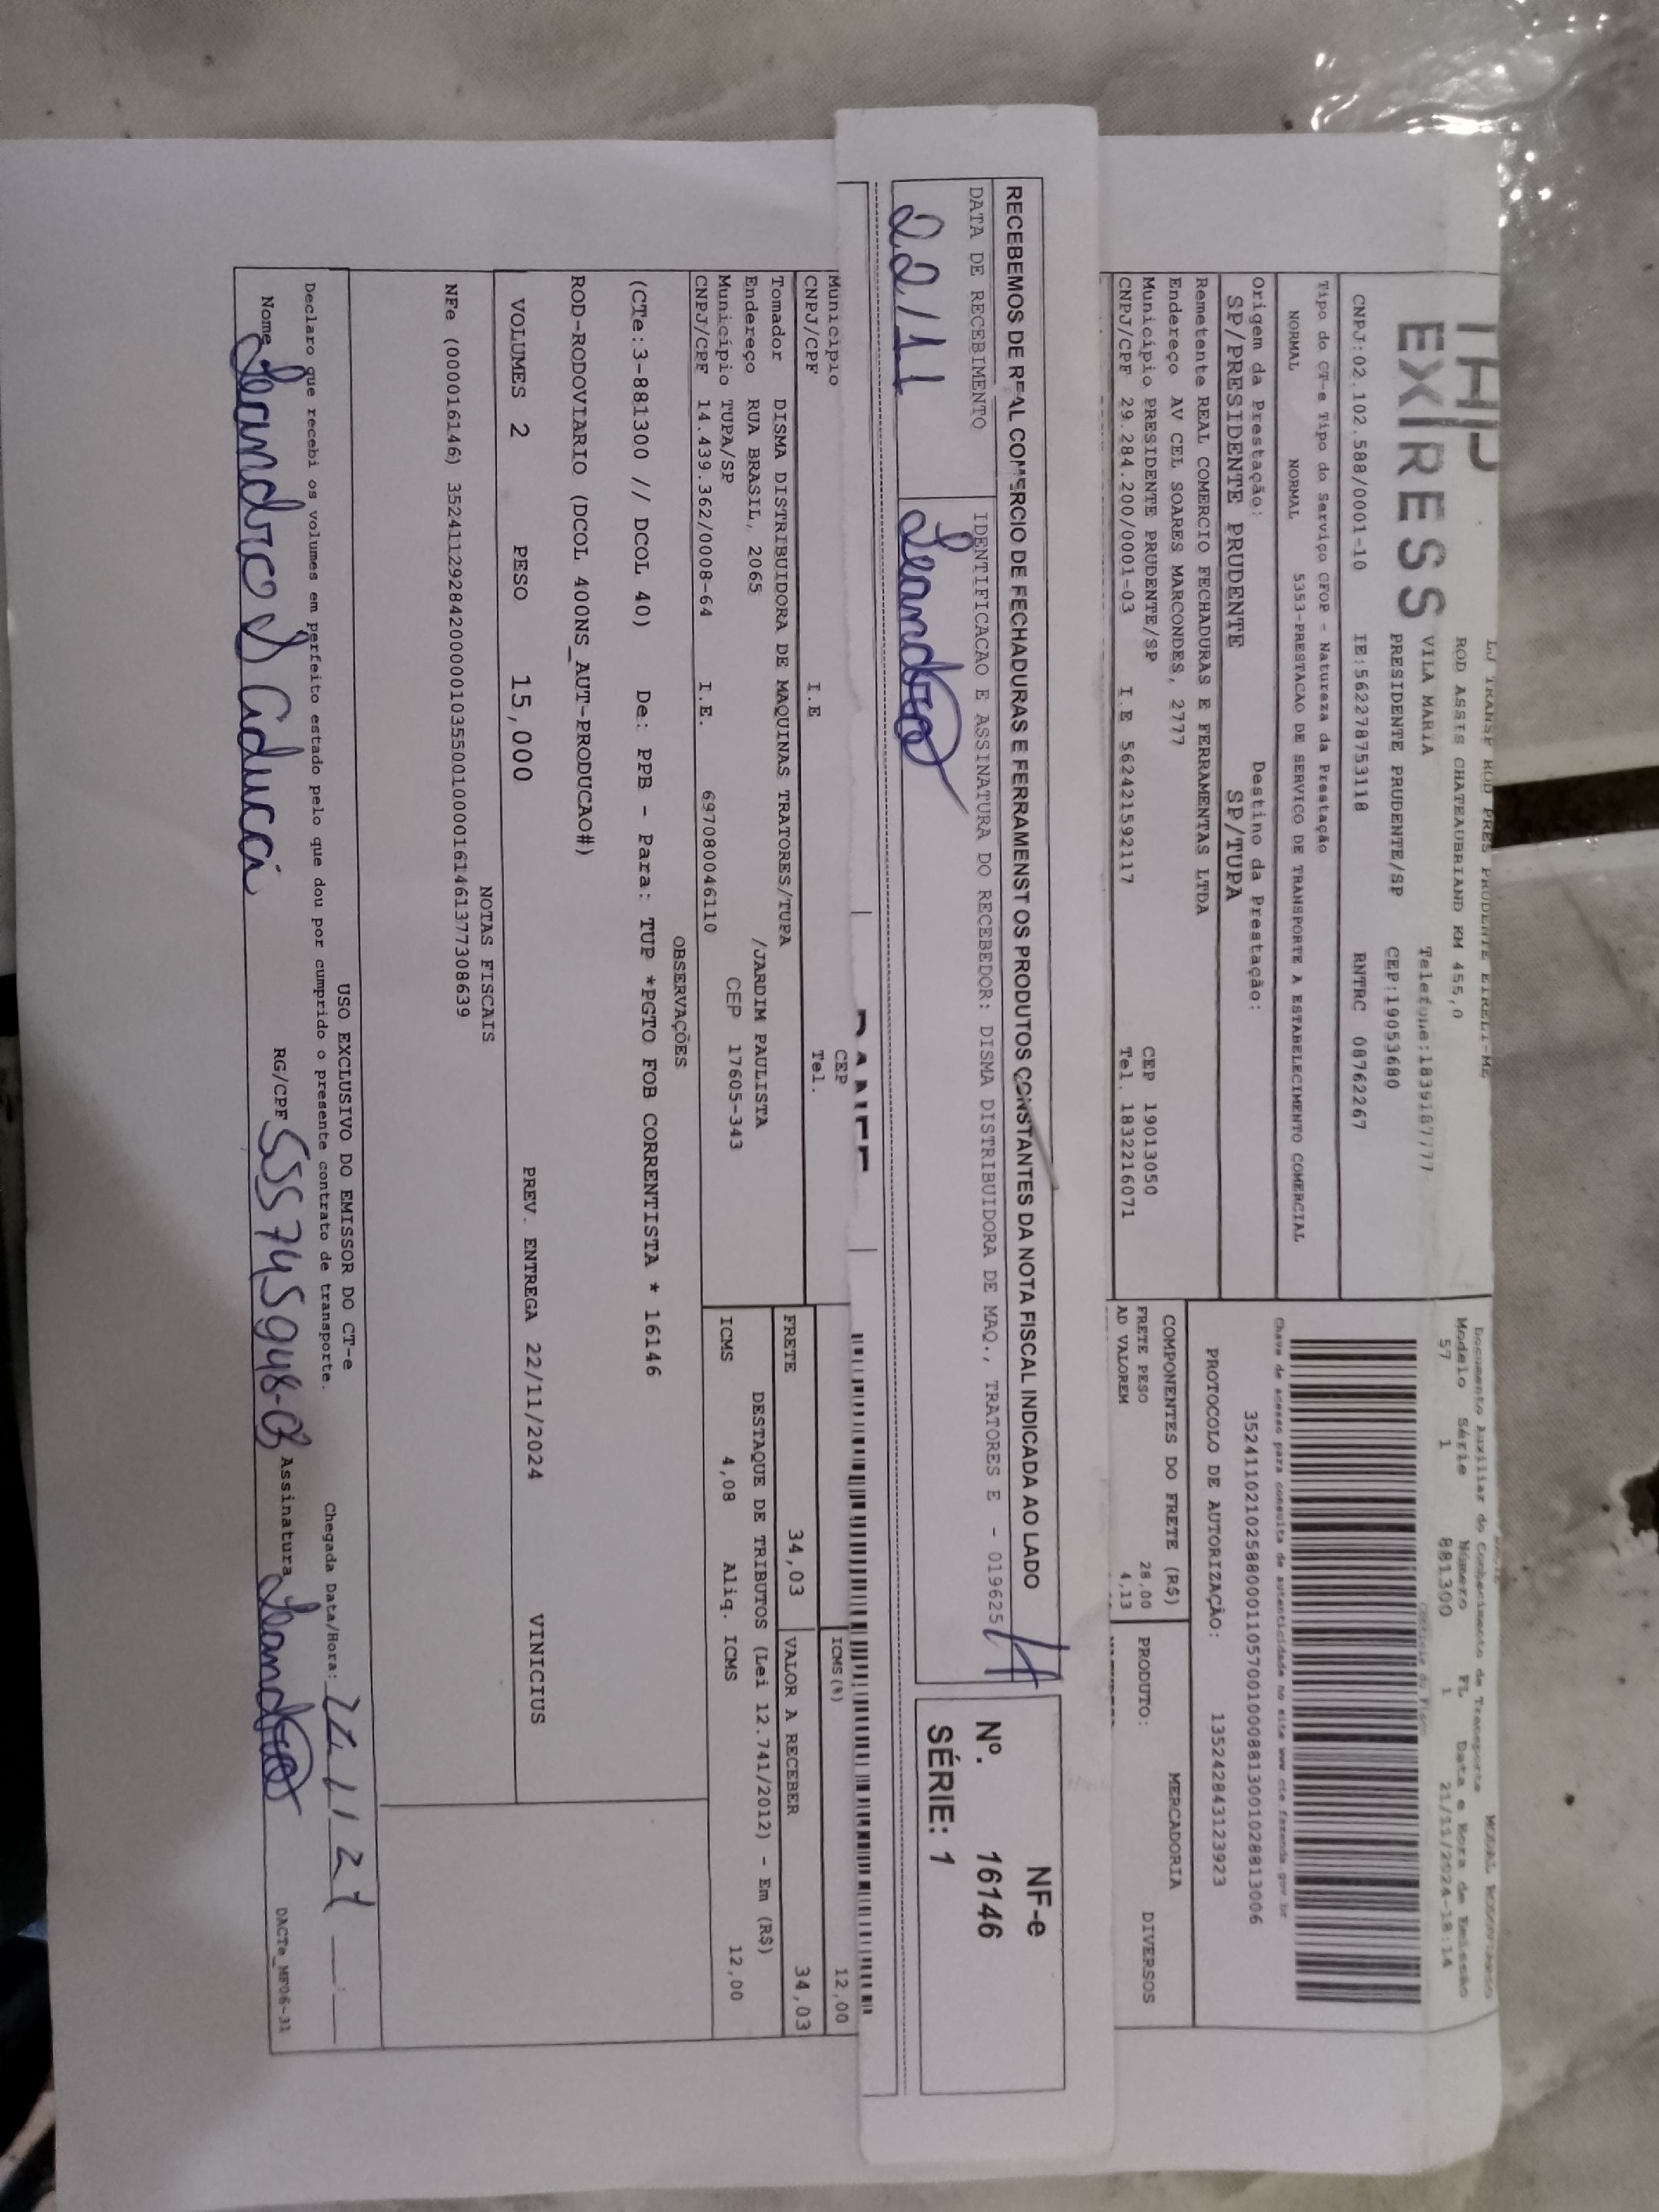 EXPRESS
LJ TRANSP ROD PRES PRUDENTE EIRELI-ME
ROD ASSIS CHATEAUBRIAND KM 455,0
VILA MARIA Telefone:1839187777
PRESIDENTE PRUDENTE/SP CEP:19053680
CNPJ:02.102.588/0001-10 IE:562278753118 RNTRC 08762267
Documento Auxiliar do Conhecimento de Transporte
Modelo Série Número FL Data e Hora de Emissão
57 1 881300 1 21/11/2024-18:14
Chave de acesso para consulta de autenticidade no site www.cte.fazenda.gov.br
35241102102588000110570010008813001028813006
PROTOCOLO DE AUTORIZAÇÃO: 135242843123923
Tipo do CT-e Tipo do Serviço CFOP - Natureza da Prestação
NORMAL NORMAL 5353-PRESTACAO DE SERVICO DE TRANSPORTE A ESTABELECIMENTO COMERCIAL
Origem da Prestação: Destino da Prestação:
SP/PRESIDENTE PRUDENTE SP/TUPA
Remetente REAL COMERCIO FECHADURAS E FERRAMENTAS LTDA
Endereço AV CEL SOARES MARCONDES, 2777
Município PRESIDENTE PRUDENTE/SP CEP 19013050
CNPJ/CPF 29.284.200/0001-03 I.E 562421592117 Tel. 1832216071
COMPONENTES DO FRETE (R$) MERCADORIA
FRETE PESO 28,00 PRODUTO: DIVERSOS
AD VALOREM 4,13
RECEBEMOS DE REAL COMERCIO DE FECHADURAS E FERRAMENST OS PRODUTOS CONSTANTES DA NOTA FISCAL INDICADA AO LADO
DATA DE RECEBIMENTO IDENTIFICACAO E ASSINATURA DO RECEBEDOR: DISMA DISTRIBUIDORA DE MAQ., TRATORES E - 019625
22/11 Leandro
NF-e
Nº. 16146
SÉRIE: 1
Município CEP
CNPJ/CPF I.E Tel.
ICMS(%) 12,00
Tomador DISMA DISTRIBUIDORA DE MAQUINAS TRATORES/TUPA
Endereço RUA BRASIL, 2065 /JARDIM PAULISTA
Município TUPA/SP CEP 17605-343
CNPJ/CPF 14.439.362/0008-64 I.E. 697080046110
FRETE 34,03 VALOR A RECEBER 34,03
DESTAQUE DE TRIBUTOS (Lei 12.741/2012) - Em (R$)
ICMS 4,08 Aliq. ICMS 12,00
OBSERVAÇÕES
(CTe:3-881300 // DCOL 40) De: PPB - Para: TUP *PGTO FOB CORRENTISTA * 16146
ROD-RODOVIARIO (DCOL 400NS_AUT-PRODUCAO#)
VOLUMES 2 PESO 15,000 PREV. ENTREGA 22/11/2024 VINICIUS
NOTAS FISCAIS
NFe (000016146) 35241129284200000103550010000161461377308639
USO EXCLUSIVO DO EMISSOR DO CT-e
Declaro que recebi os volumes em perfeito estado pelo que dou por cumprido o presente contrato de transporte. Chegada Data/Hora:
Nome Leandro RG/CPF Assinatura Leandro
DACTe_MF06-31